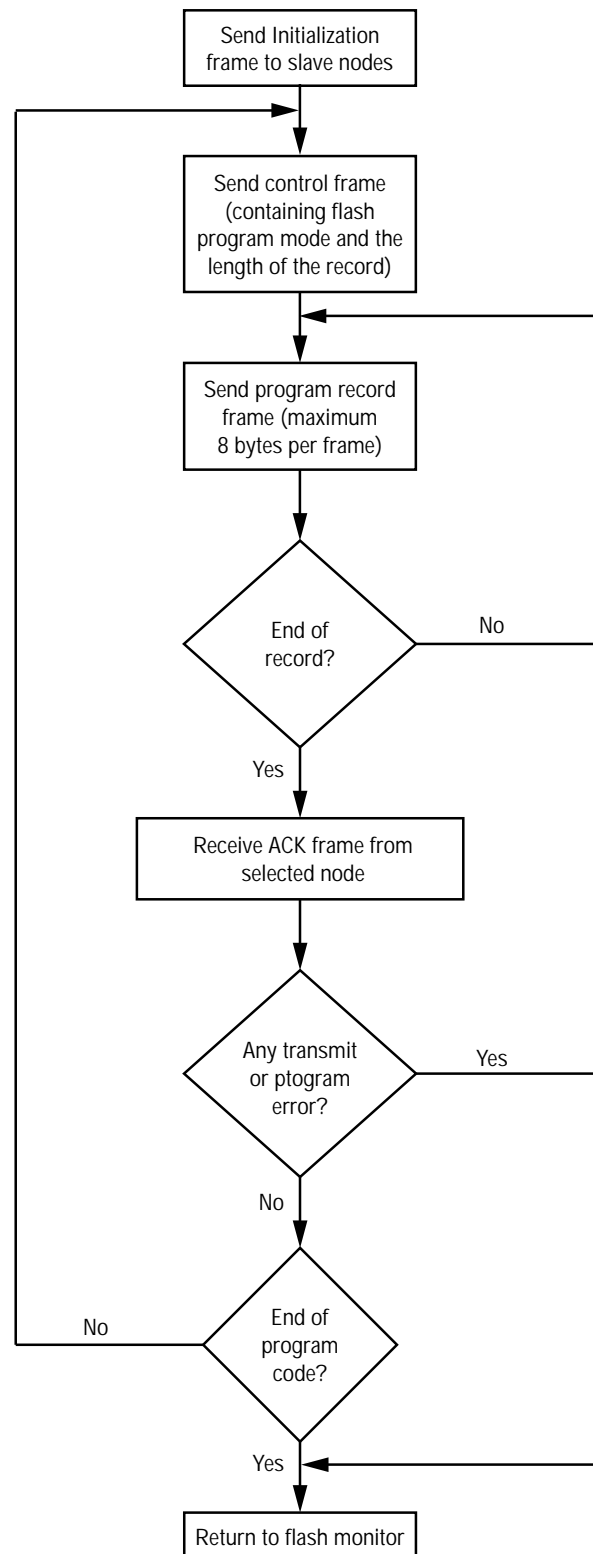 Send Initialization
frame to slave nodes
Send control frame
(containing flash
program mode and the
length of the record)
Send program record
frame (maximum
8 bytes per frame)
End of
record?
No
Yes
Receive ACK frame from
selected node
Any transmit
or ptogram
error?
Yes
No
End of
program
code?
No
Yes
Return to flash monitor